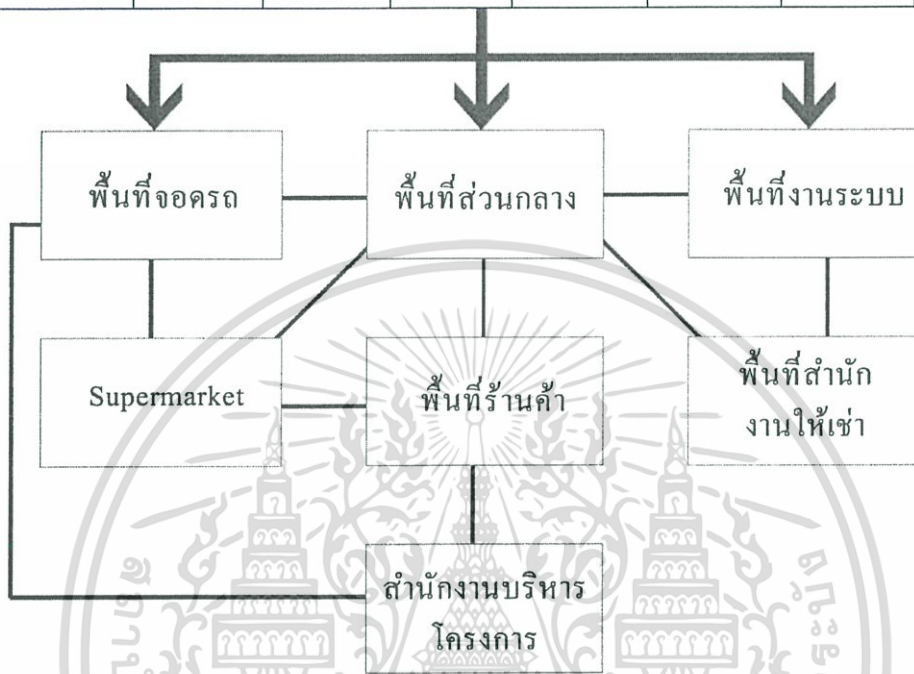 พื้นที่จอดรถ
พื้นที่ส่วนกลาง
พื้นที่งานระบบ
Supermarket
พื้นที่ร้านค้า
พื้นที่สำนัก
งานให้เช่า
สำนักงานบริหาร
โครงการ